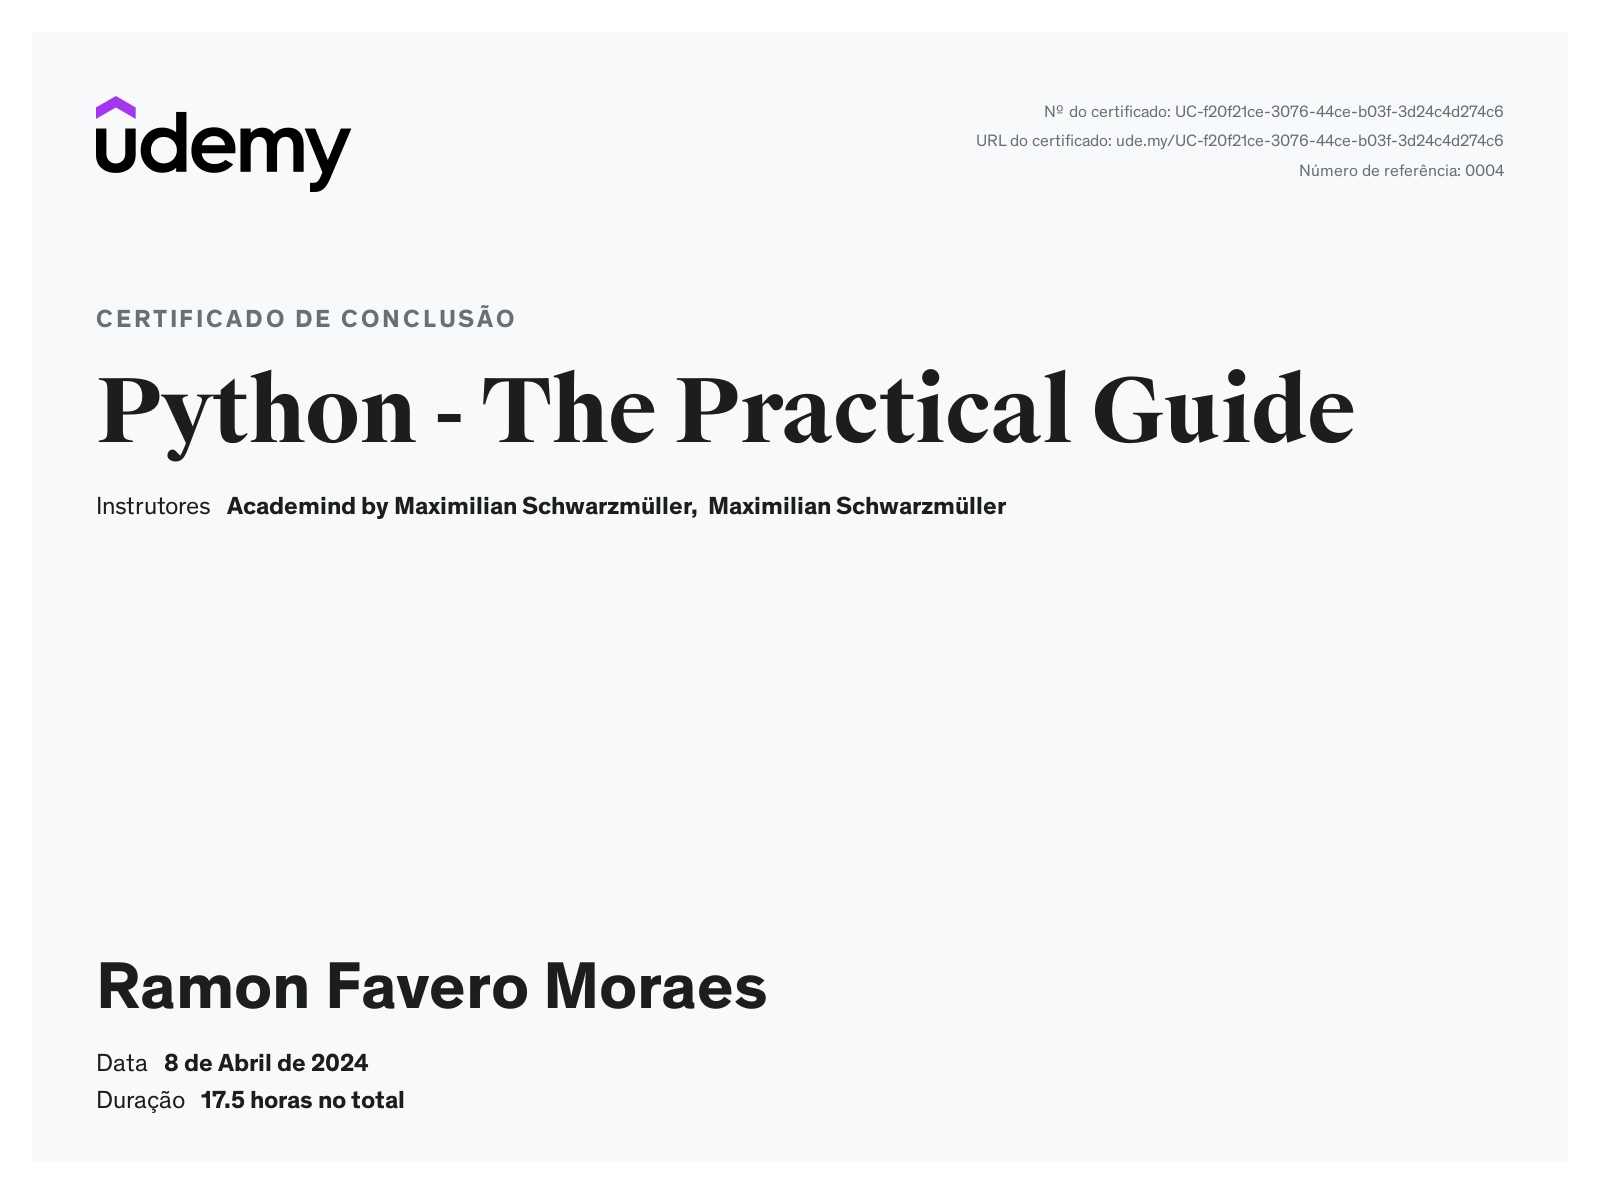 udemy
Nº do certificado: UC-f20f21ce-3076-44ce-b03f-3d24c4d274c6
URL do certificado: ude.my/UC-f20f21ce-3076-44ce-b03f-3d24c4d274c6
Número de referência: 0004
CERTIFICADO DE CONCLUSÃO
Python - The Practical Guide
Instrutores Academind by Maximilian Schwarzmüller, Maximilian Schwarzmüller
Ramon Favero Moraes
Data 8 de Abril de 2024
Duração 17.5 horas no total